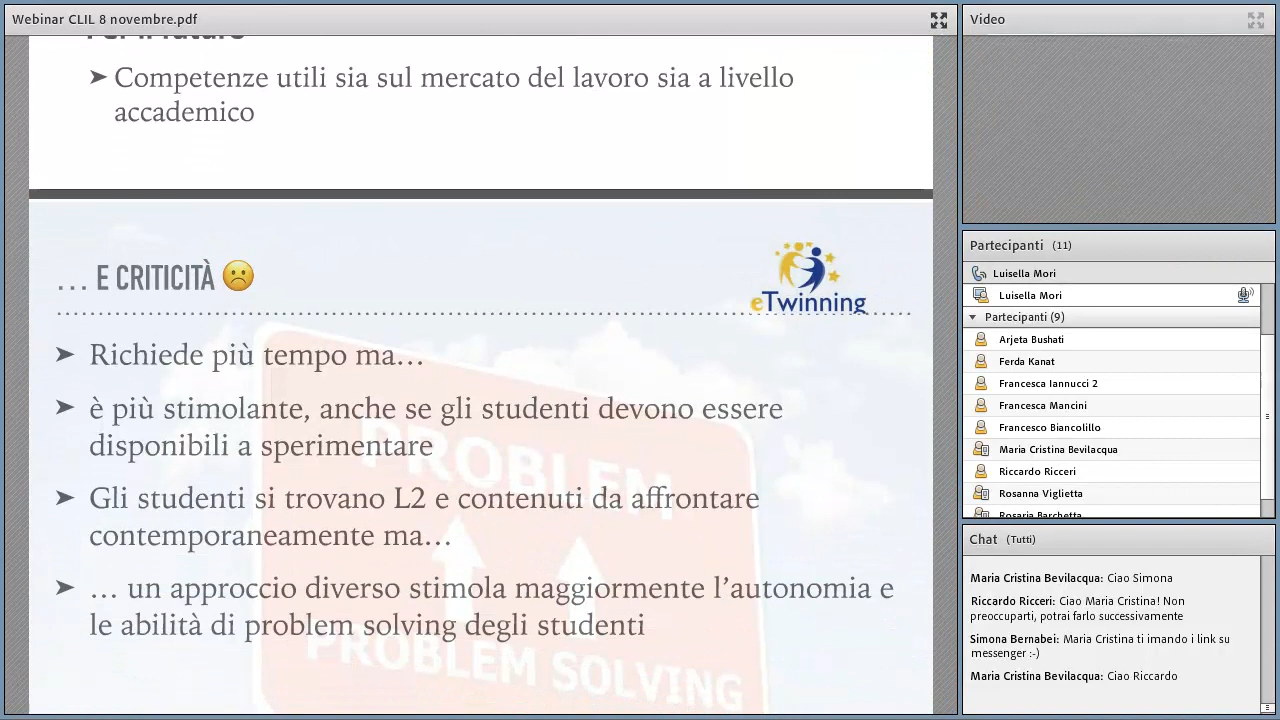 Webinar CLIL 8 novembre.pdf
Per il futuro
➤ Competenze utili sia sul mercato del lavoro sia a livello
accademico
… E CRITICITÀ ☹️
eTwinning
➤ Richiede più tempo ma…
➤ è più stimolante, anche se gli studenti devono essere
disponibili a sperimentare
➤ Gli studenti si trovano L2 e contenuti da affrontare
contemporaneamente ma…
➤ … un approccio diverso stimola maggiormente l’autonomia e
le abilità di problem solving degli studenti
PROBLEM
PROBLEM SOLVING
Video
Partecipanti (11)
Luisella Mori
Luisella Mori
Partecipanti (9)
Arjeta Bushati
Ferda Kanat
Francesca Iannucci 2
Francesca Mancini
Francesco Biancolillo
Maria Cristina Bevilacqua
Riccardo Ricceri
Rosanna Viglietta
Rosaria Barchetta
Chat (Tutti)
Maria Cristina Bevilacqua: Ciao Simona
Riccardo Ricceri: Ciao Maria Cristina! Non
preoccuparti, potrai farlo successivamente
Simona Bernabei: Maria Cristina ti imando i link su
messenger :-)
Maria Cristina Bevilacqua: Ciao Riccardo